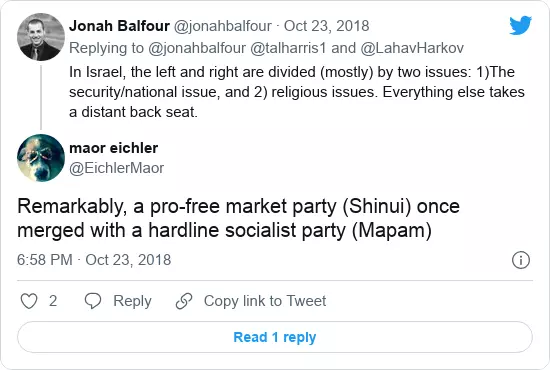 Jonah Balfour @jonahbalfour · Oct 23, 2018
Replying to @jonahbalfour @talharris1 and @LahavHarkov
In Israel, the left and right are divided (mostly) by two issues: 1)The
security/national issue, and 2) religious issues. Everything else takes
a distant back seat.
maor eichler
@EichlerMaor
Remarkably, a pro-free market party (Shinui) once
merged with a hardline socialist party (Mapam)
6:58 PM · Oct 23, 2018
2 Reply Copy link to Tweet
Read 1 reply